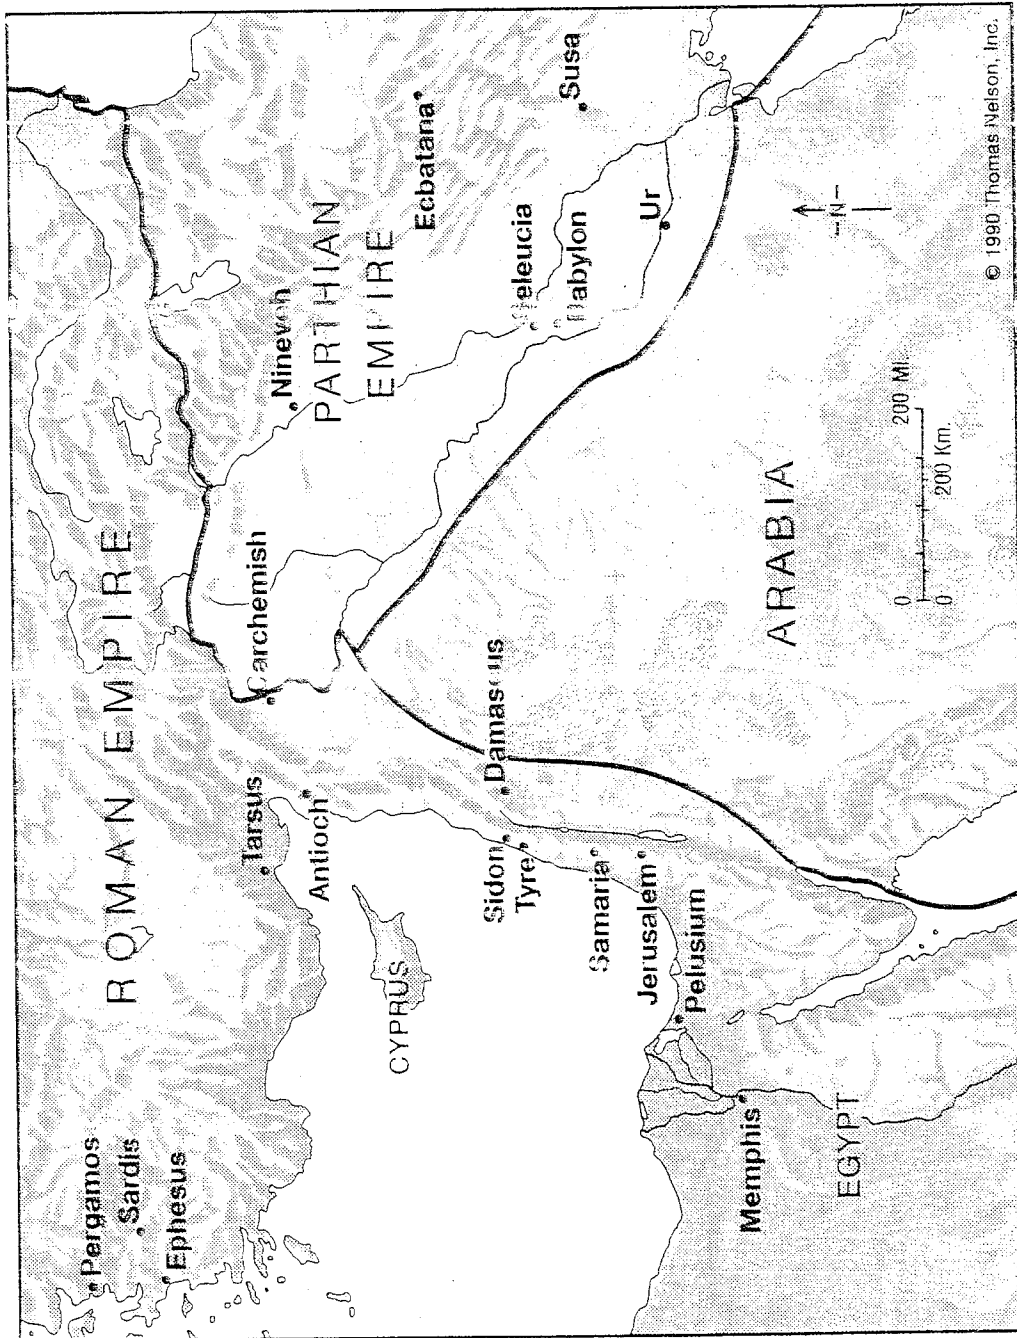 ROMAN EMPIRE
Pergamos
Sardis
Ephesus
Tarsus
Antioch
Carchemish
Nineveh
PARTHIAN
EMPIRE
Ecbatana
CYPRUS
Sidon
Tyre
Damascus
Seleucia
Babylon
Susa
Samaria
Jerusalem
Pelusium
Ur
Memphis
EGYPT
ARABIA
N
0 200 Mi.
0 200 Km.
© 1990 Thomas Nelson, Inc.